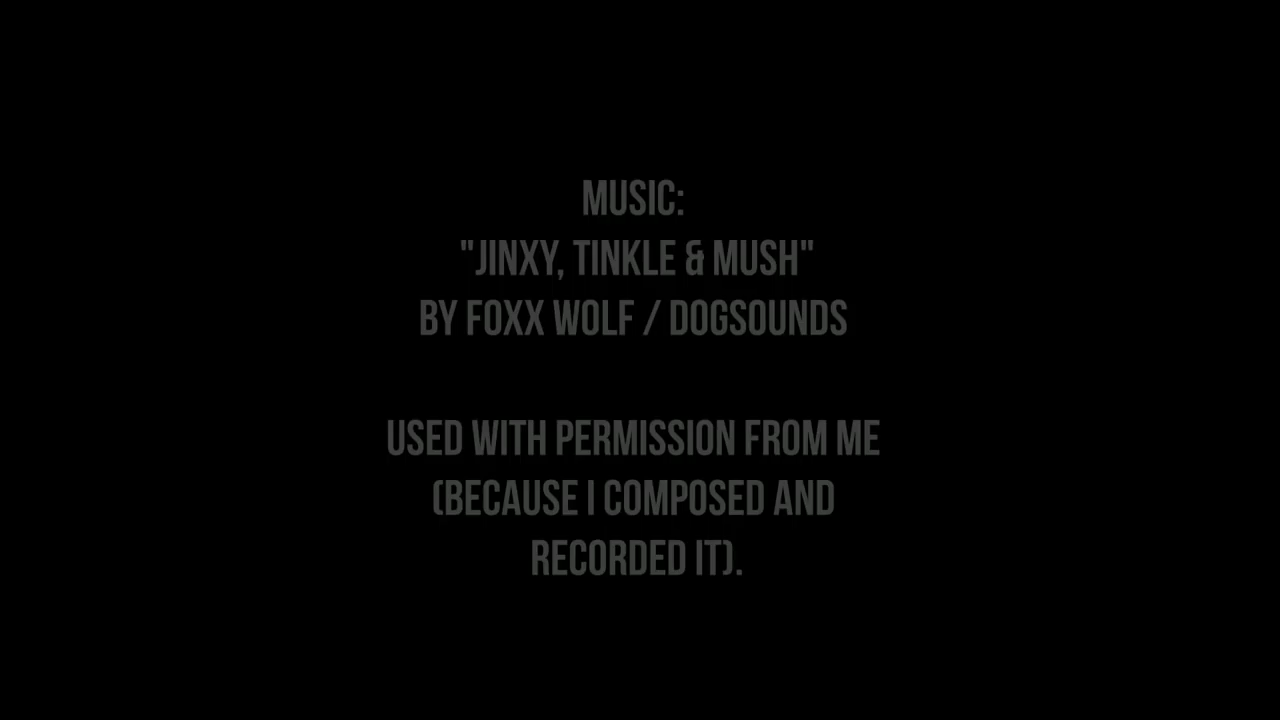 MUSIC:
"JINXY, TINKLE & MUSH"
BY FOXX WOLF / DOGSOUNDS
USED WITH PERMISSION FROM ME
(BECAUSE I COMPOSED AND
RECORDED IT).